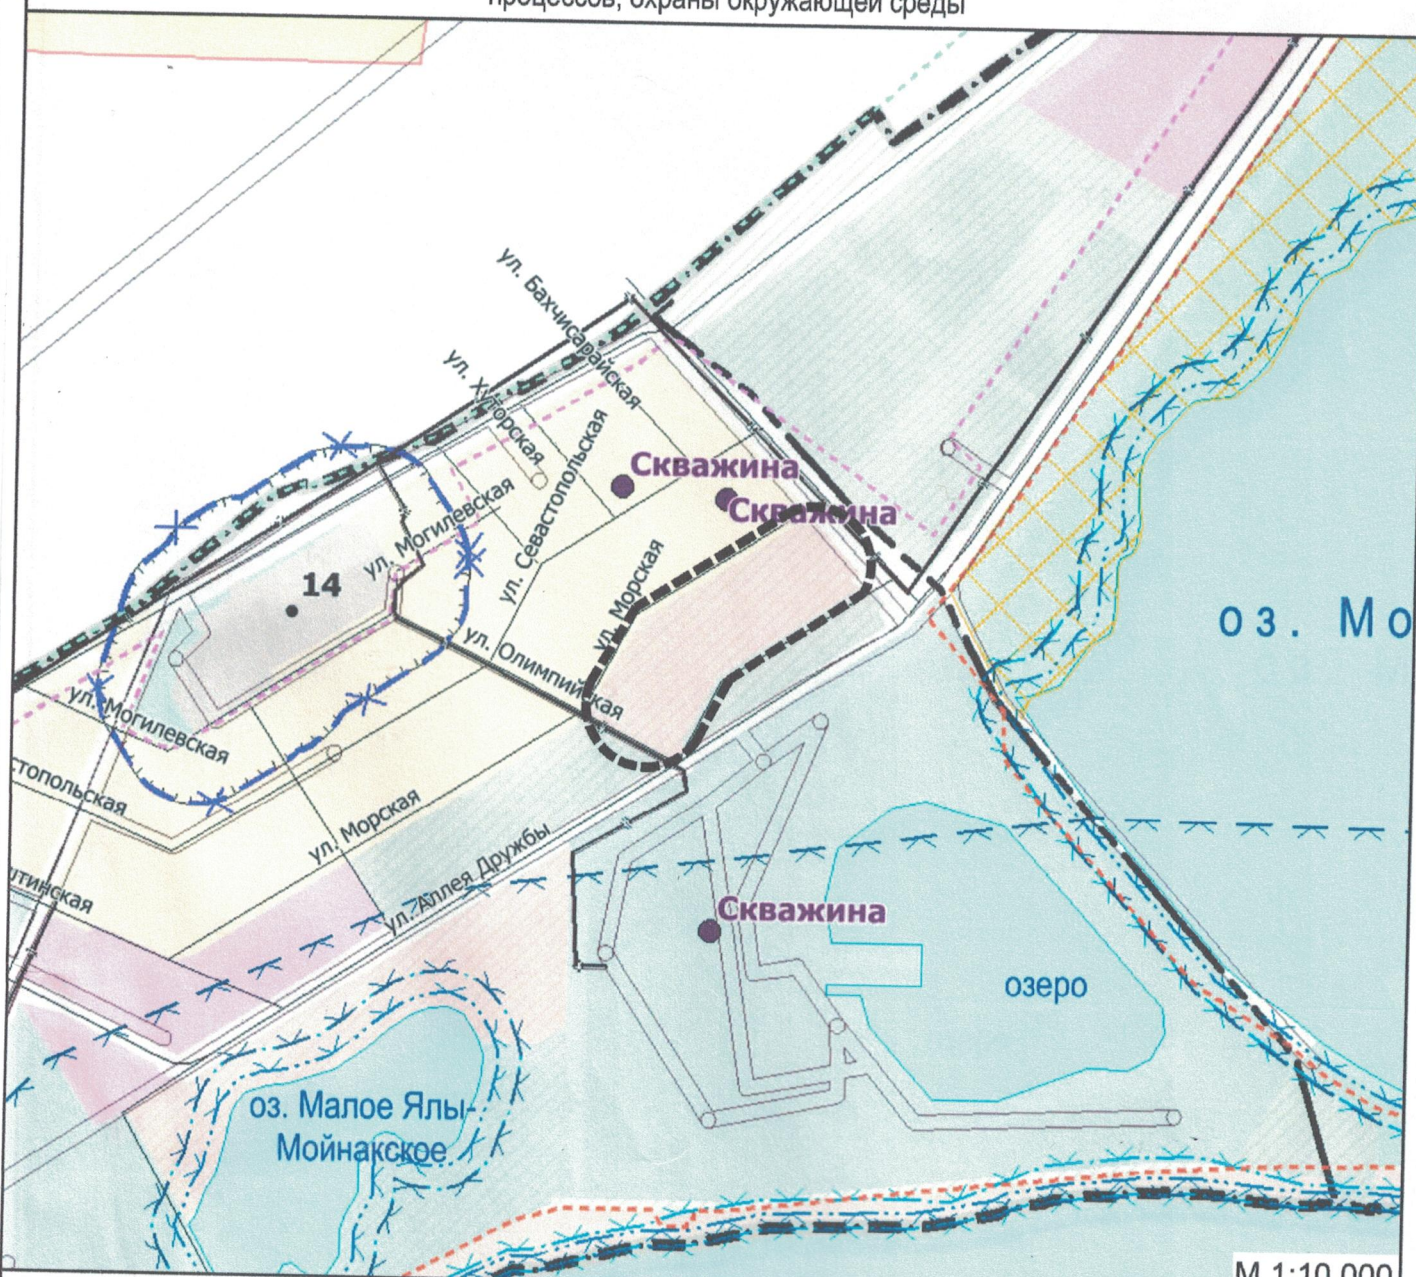 процессов, охраны окружающей среды
ул. Бахчисарайская
ул. Хуторская
ул. Севастопольская
Скважина
Скважина
ул. Могилевская
14
ул. Морская
ул. Олимпийская
оз. Мо
ул. Могилевская
стопольская
ул. Морская
ул. Аллея Дружбы
тинская
Скважина
озеро
оз. Малое Ялы-
Мойнакское
М 1:10 000